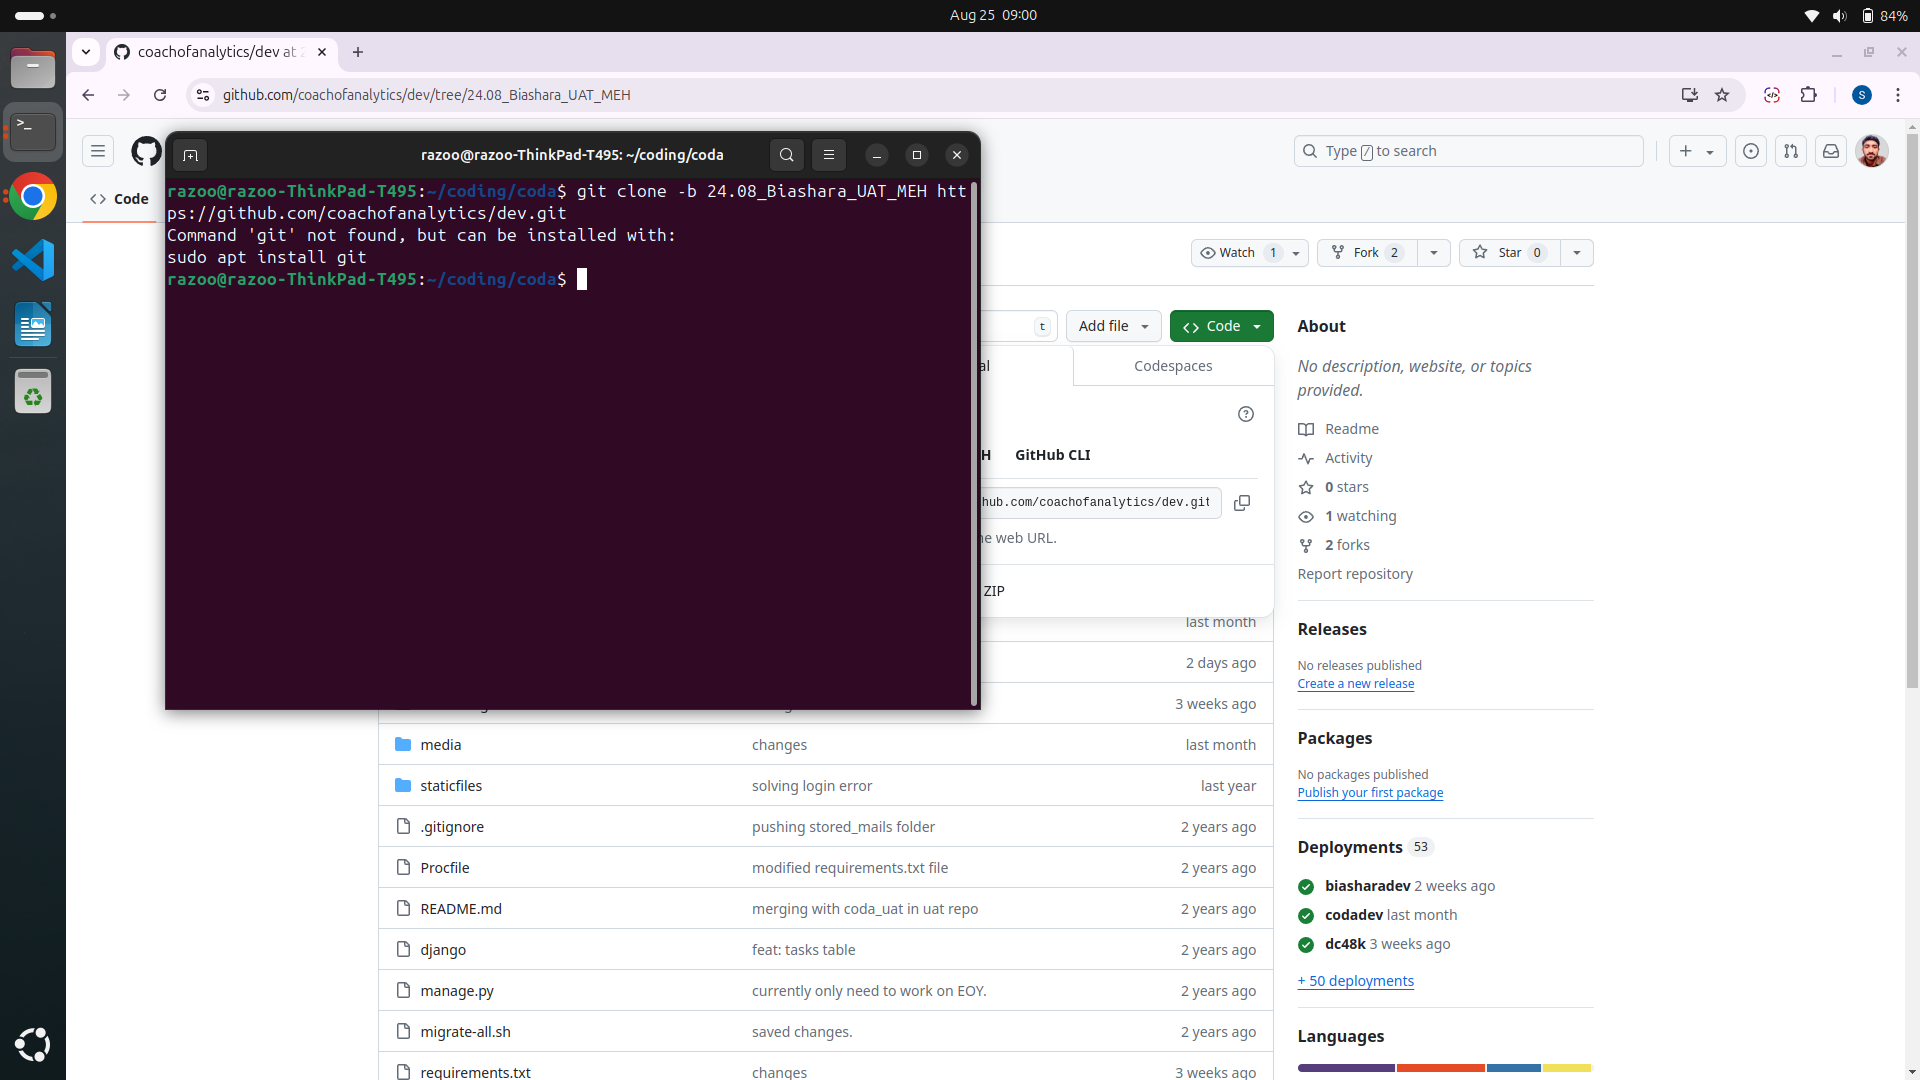 Aug 25 09:00
84%
coachofanalytics/dev at 2
github.com/coachofanalytics/dev/tree/24.08_Biashara_UAT_MEH
S
Code
Type / to search
razoo@razoo-ThinkPad-T495: ~/coding/coda
razoo@razoo-ThinkPad-T495:~/coding/coda$ git clone -b 24.08_Biashara_UAT_MEH htt
ps://github.com/coachofanalytics/dev.git
Command 'git' not found, but can be installed with:
sudo apt install git
razoo@razoo-ThinkPad-T495:~/coding/coda$
Watch 1
Fork 2
Star 0
t
Add file
Code
al
Codespaces
H
GitHub CLI
hub.com/coachofanalytics/dev.git
he web URL.
ZIP
last month
2 days ago
3 weeks ago
media changes last month
staticfiles solving login error last year
.gitignore pushing stored_mails folder 2 years ago
Procfile modified requirements.txt file 2 years ago
README.md merging with coda_uat in uat repo 2 years ago
django feat: tasks table 2 years ago
manage.py currently only need to work on EOY. 2 years ago
migrate-all.sh saved changes. 2 years ago
requirements.txt changes 3 weeks ago
About
No description, website, or topics
provided.
Readme
Activity
0 stars
1 watching
2 forks
Report repository
Releases
No releases published
Create a new release
Packages
No packages published
Publish your first package
Deployments 53
biasharadev 2 weeks ago
codadev last month
dc48k 3 weeks ago
+ 50 deployments
Languages